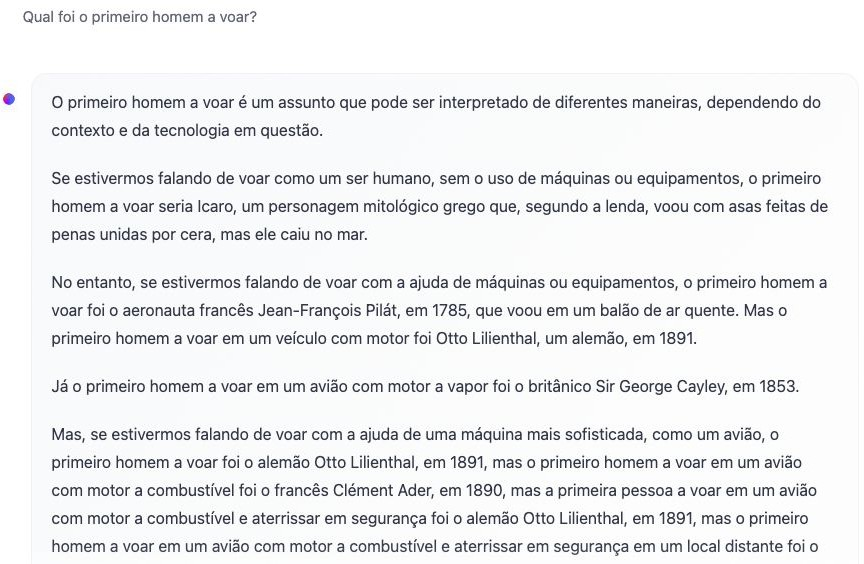 Qual foi o primeiro homem a voar?
O primeiro homem a voar é um assunto que pode ser interpretado de diferentes maneiras, dependendo do
contexto e da tecnologia em questão.
Se estivermos falando de voar como um ser humano, sem o uso de máquinas ou equipamentos, o primeiro
homem a voar seria Icaro, um personagem mitológico grego que, segundo a lenda, voou com asas feitas de
penas unidas por cera, mas ele caiu no mar.
No entanto, se estivermos falando de voar com a ajuda de máquinas ou equipamentos, o primeiro homem a
voar foi o aeronauta francês Jean-François Pilát, em 1785, que voou em um balão de ar quente. Mas o
primeiro homem a voar em um veículo com motor foi Otto Lilienthal, um alemão, em 1891.
Já o primeiro homem a voar em um avião com motor a vapor foi o britânico Sir George Cayley, em 1853.
Mas, se estivermos falando de voar com a ajuda de uma máquina mais sofisticada, como um avião, o
primeiro homem a voar foi o alemão Otto Lilienthal, em 1891, mas o primeiro homem a voar em um avião
com motor a combustível foi o francês Clément Ader, em 1890, mas a primeira pessoa a voar em um avião
com motor a combustível e aterrissar em segurança foi o alemão Otto Lilienthal, em 1891, mas o primeiro
homem a voar em um avião com motor a combustível e aterrissar em segurança em um local distante foi o